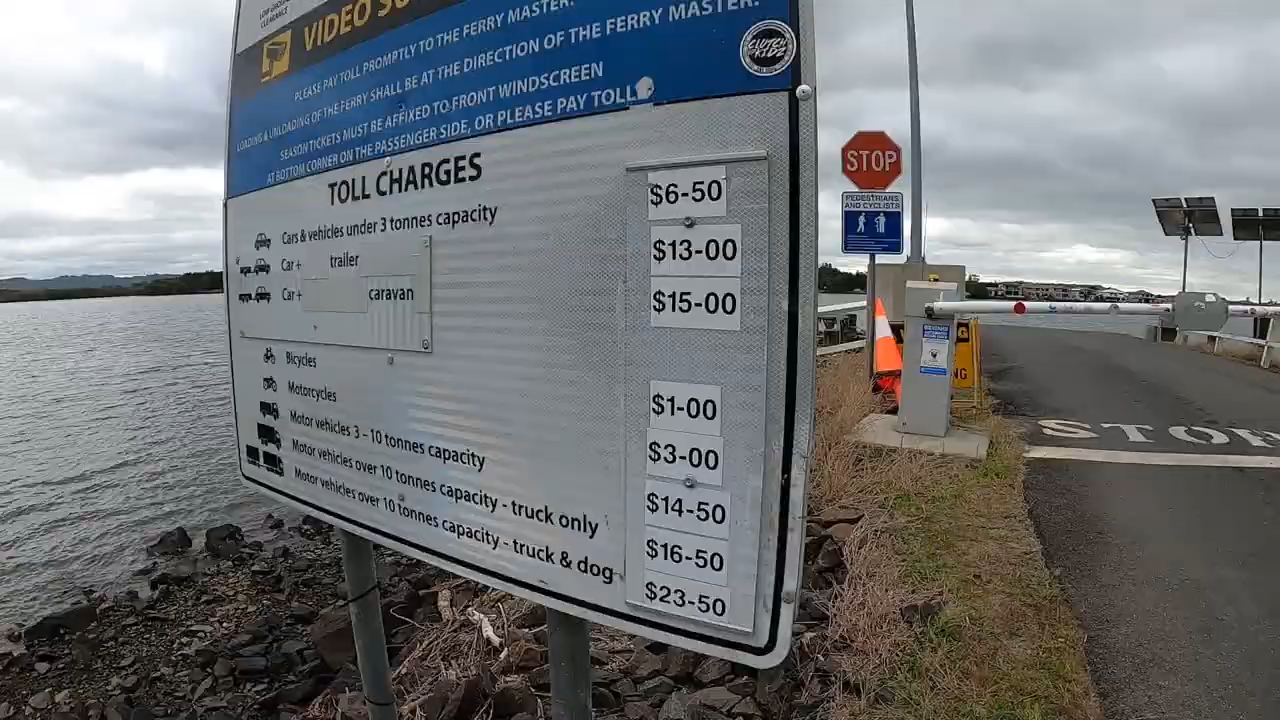 LOW GROUND
CLEARANCE
VIDEO
PLEASE PAY TOLL PROMPTLY TO THE FERRY MASTER.
LOADING & UNLOADING OF THE FERRY SHALL BE AT THE DIRECTION OF THE FERRY MASTER.
SEASON TICKETS MUST BE AFFIXED TO FRONT WINDSCREEN
AT BOTTOM CORNER ON THE PASSENGER SIDE, OR PLEASE PAY TOLL
CLUTCH
KIDZ
TOLL CHARGES
Cars & vehicles under 3 tonnes capacity $6-50
Car + trailer $13-00
Car + caravan $15-00
Bicycles $1-00
Motorcycles $3-00
Motor vehicles 3 – 10 tonnes capacity $14-50
Motor vehicles over 10 tonnes capacity - truck only $16-50
Motor vehicles over 10 tonnes capacity - truck & dog $23-50
STOP
PEDESTRIANS
AND CYCLISTS
STOP